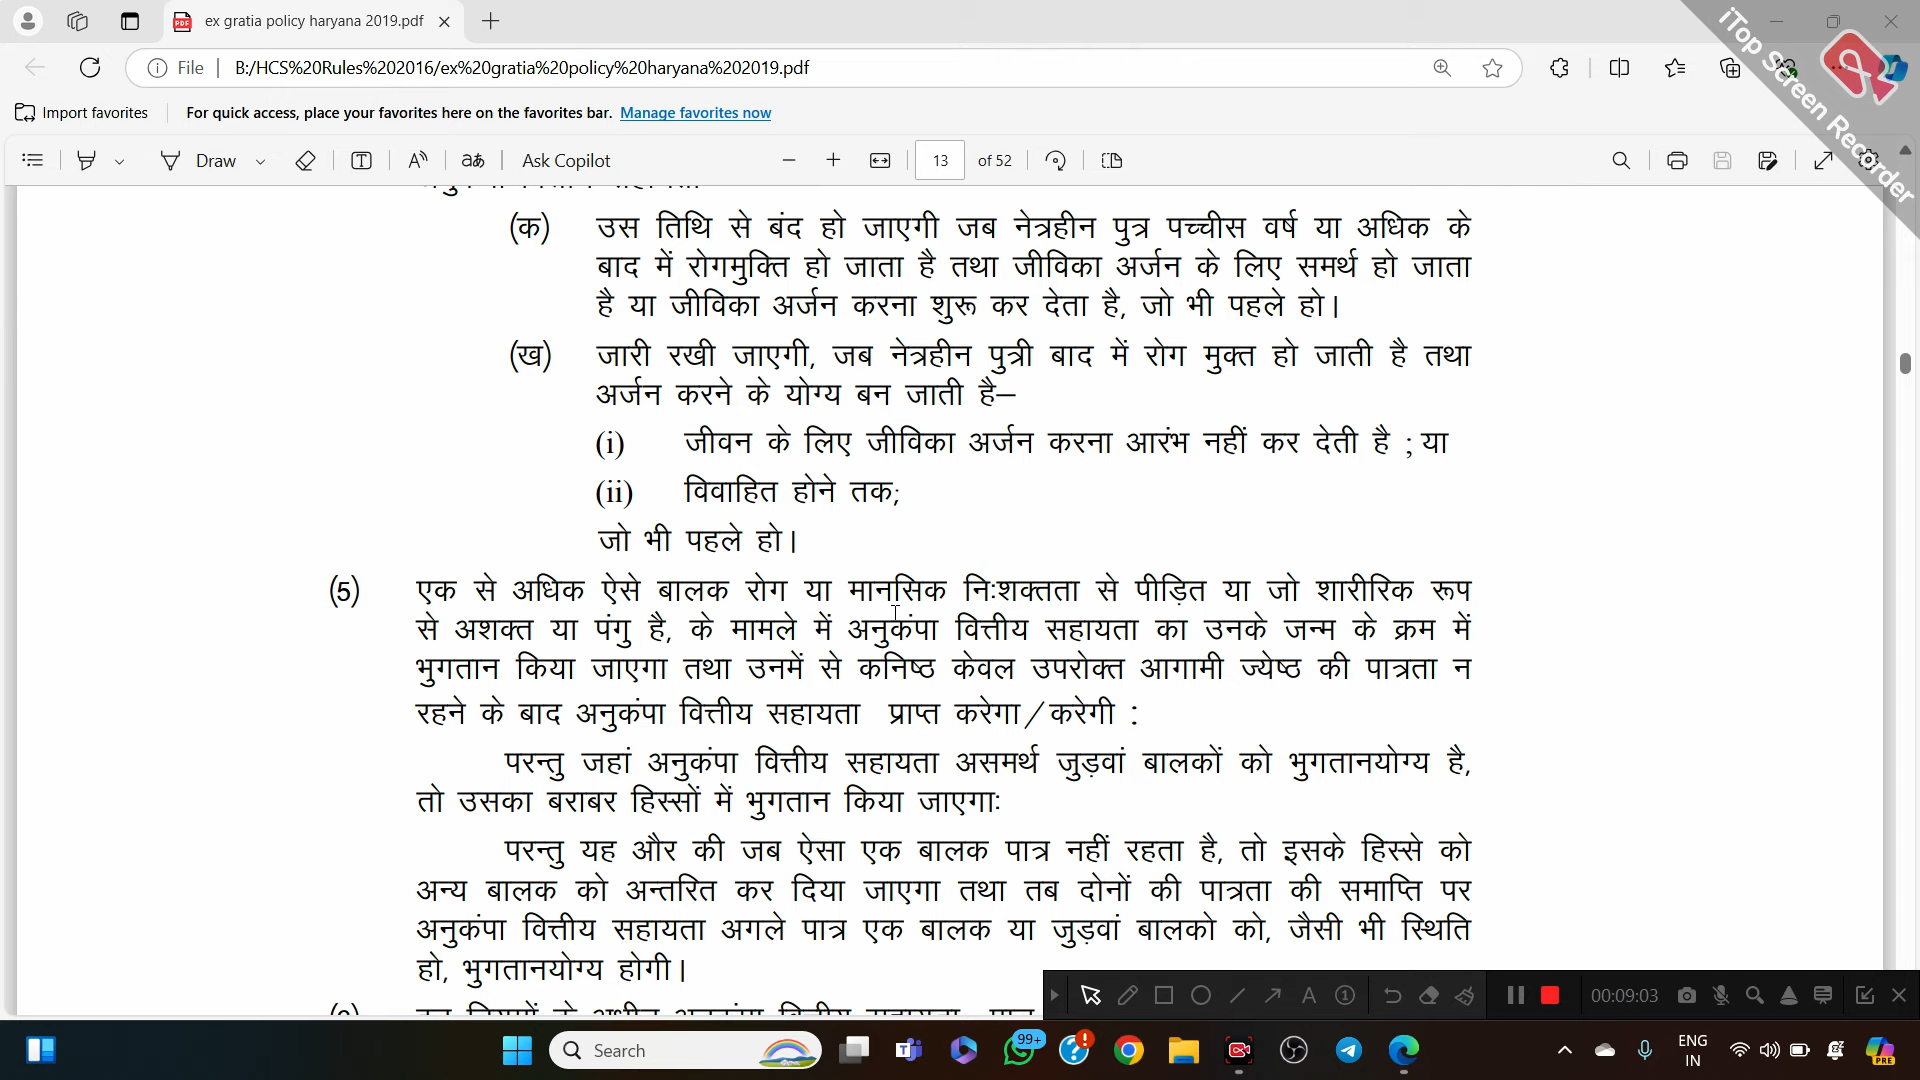 ex gratia policy haryana 2019.pdf
File
B:/HCS%20Rules%202016/ex%20gratia%20policy%20haryana%202019.pdf
Import favorites
For quick access, place your favorites here on the favorites bar. Manage favorites now
Draw
Ask Copilot
13 of 52
iTop Screen Recorder
(क) उस तिथि से बंद हो जाएगी जब नेत्रहीन पुत्र पच्चीस वर्ष या अधिक के
बाद में रोगमुक्ति हो जाता है तथा जीविका अर्जन के लिए समर्थ हो जाता
है या जीविका अर्जन करना शुरू कर देता है, जो भी पहले हो।
(ख) जारी रखी जाएगी, जब नेत्रहीन पुत्री बाद में रोग मुक्त हो जाती है तथा
अर्जन करने के योग्य बन जाती है–
(i) जीवन के लिए जीविका अर्जन करना आरंभ नहीं कर देती है ; या
(ii) विवाहित होने तक;
जो भी पहले हो।
(5) एक से अधिक ऐसे बालक रोग या मानसिक निःशक्तता से पीड़ित या जो शारीरिक रूप
से अशक्त या पंगु है, के मामले में अनुकंपा वित्तीय सहायता का उनके जन्म के क्रम में
भुगतान किया जाएगा तथा उनमें से कनिष्ठ केवल उपरोक्त आगामी ज्येष्ठ की पात्रता न
रहने के बाद अनुकंपा वित्तीय सहायता प्राप्त करेगा/करेगी :
परन्तु जहां अनुकंपा वित्तीय सहायता असमर्थ जुड़वां बालकों को भुगतानयोग्य है,
तो उसका बराबर हिस्सों में भुगतान किया जाएगाः
परन्तु यह और की जब ऐसा एक बालक पात्र नहीं रहता है, तो इसके हिस्से को
अन्य बालक को अन्तरित कर दिया जाएगा तथा तब दोनों की पात्रता की समाप्ति पर
अनुकंपा वित्तीय सहायता अगले पात्र एक बालक या जुड़वां बालको को, जैसी भी स्थिति
हो, भुगतानयोग्य होगी।
00:09:03
Search
99+
ENG
IN
PRE